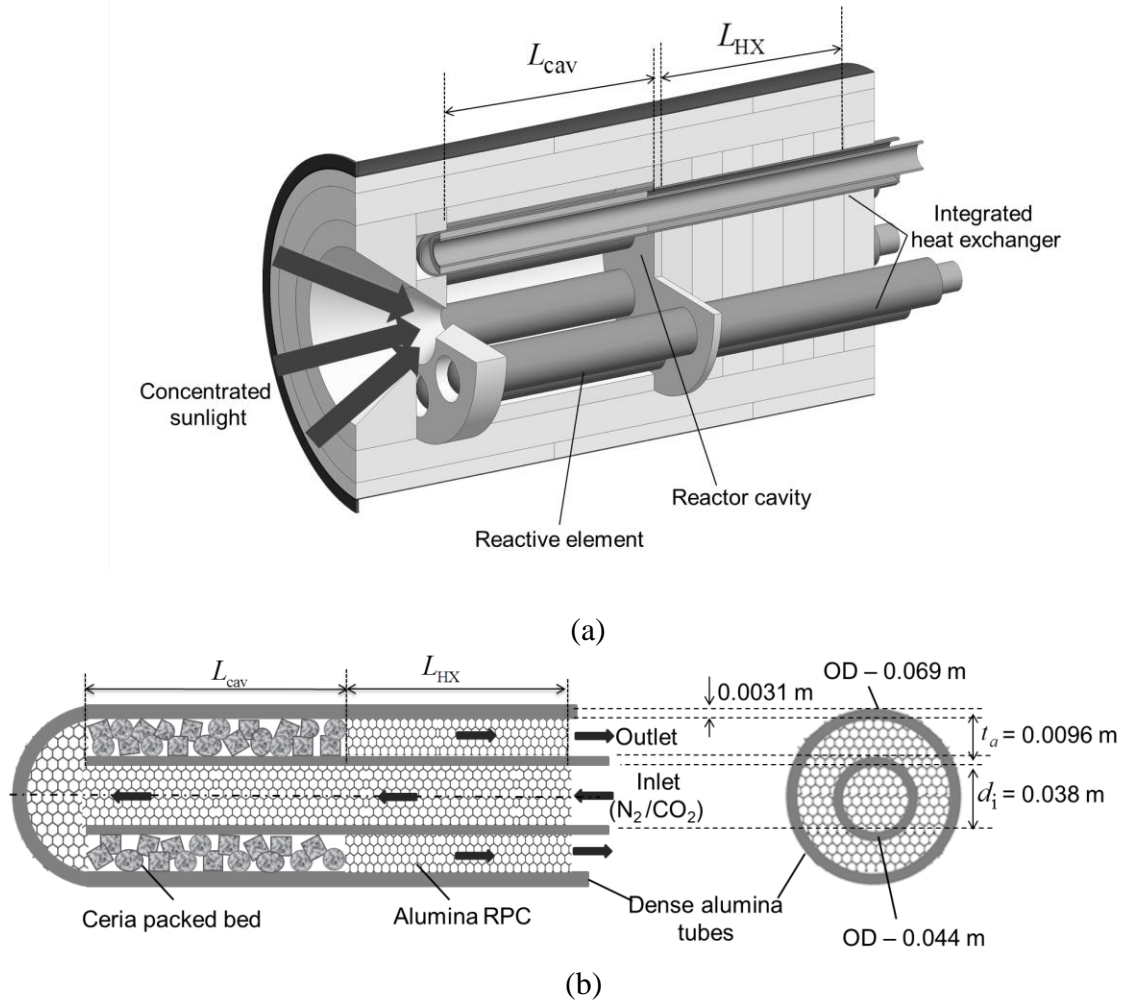 L_cav
L_HX
Integrated
heat exchanger
Concentrated
sunlight
Reactor cavity
Reactive element
(a)
L_cav
L_HX
0.0031 m
OD – 0.069 m
Outlet
t_a = 0.0096 m
Inlet
(N₂/CO₂)
d_i = 0.038 m
Ceria packed bed
Alumina RPC
Dense alumina
tubes
OD – 0.044 m
(b)